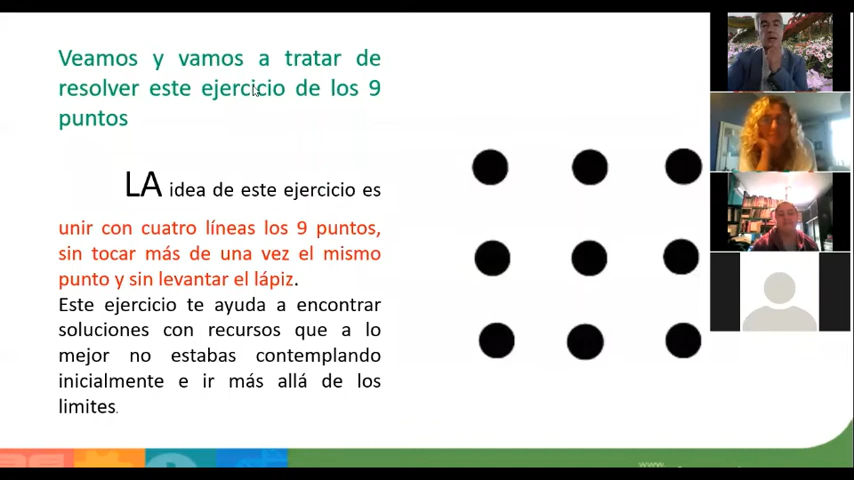 Veamos y vamos a tratar de
resolver este ejercicio de los 9
puntos
LA idea de este ejercicio es
unir con cuatro líneas los 9 puntos,
sin tocar más de una vez el mismo
punto y sin levantar el lápiz.
Este ejercicio te ayuda a encontrar
soluciones con recursos que a lo
mejor no estabas contemplando
inicialmente e ir más allá de los
limites.